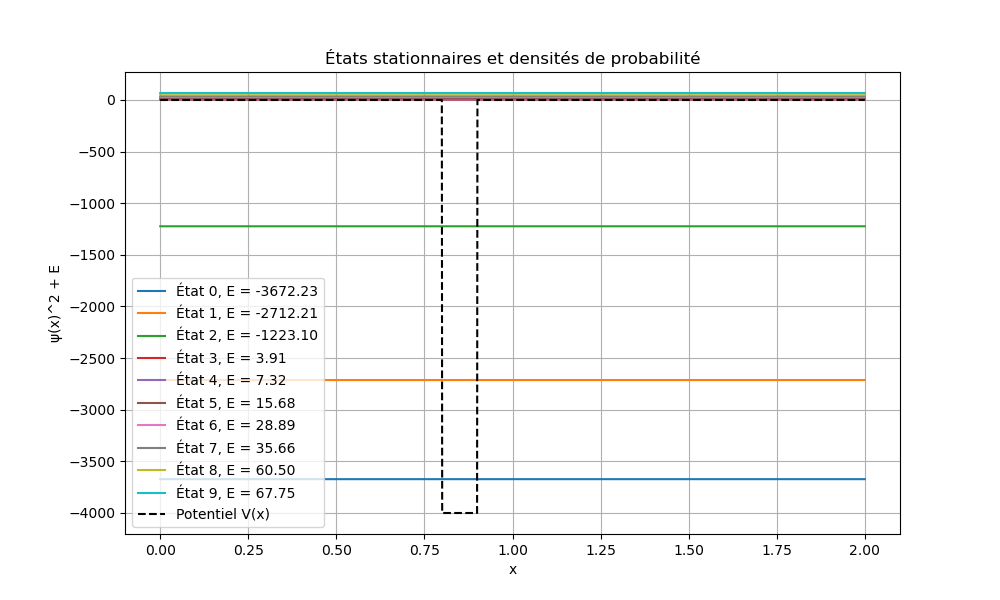 États stationnaires et densités de probabilité
ψ(x)^2 + E
0
−500
−1000
−1500
−2000
−2500
−3000
−3500
−4000
État 0, E = -3672.23
État 1, E = -2712.21
État 2, E = -1223.10
État 3, E = 3.91
État 4, E = 7.32
État 5, E = 15.68
État 6, E = 28.89
État 7, E = 35.66
État 8, E = 60.50
État 9, E = 67.75
Potentiel V(x)
0.00 0.25 0.50 0.75 1.00 1.25 1.50 1.75 2.00
x